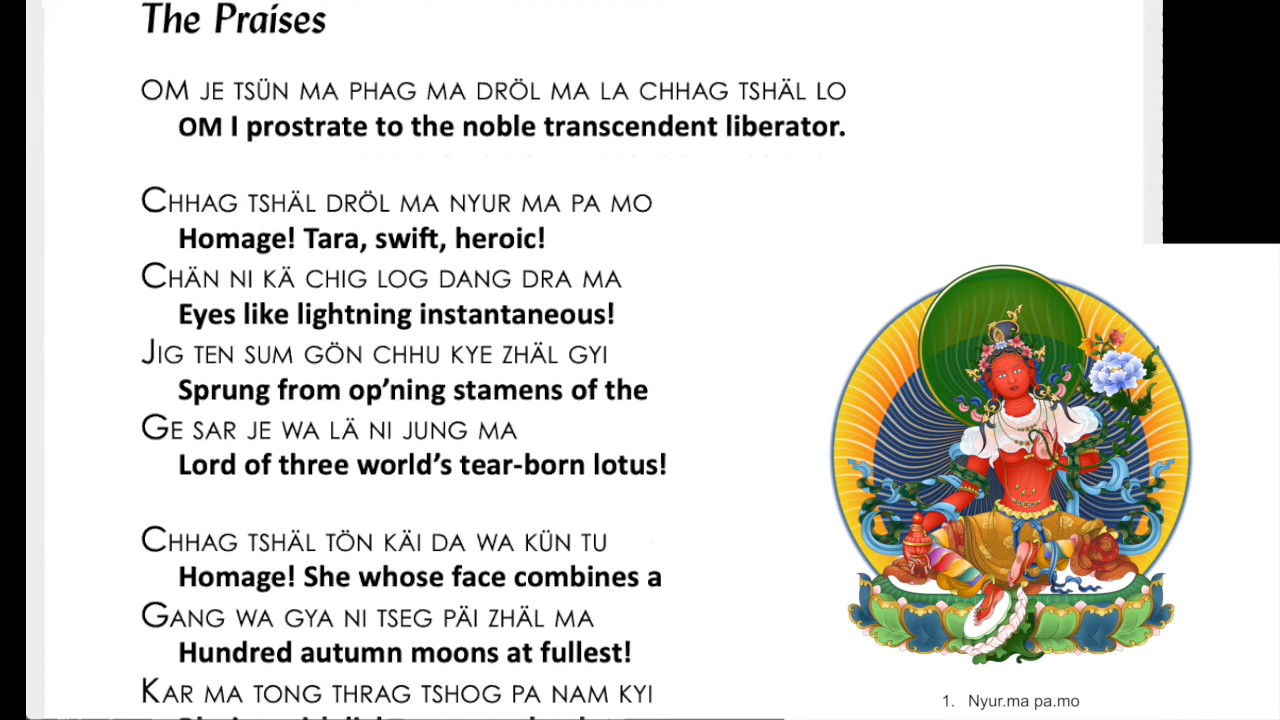 The Praises
OM JE TSÜN MA PHAG MA DRÖL MA LA CHHAG TSHÄL LO
OM I prostrate to the noble transcendent liberator.
CHHAG TSHÄL DRÖL MA NYUR MA PA MO
Homage! Tara, swift, heroic!
CHÄN NI KÄ CHIG LOG DANG DRA MA
Eyes like lightning instantaneous!
JIG TEN SUM GÖN CHHU KYE ZHÄL GYI
Sprung from op’ning stamens of the
GE SAR JE WA LÄ NI JUNG MA
Lord of three world’s tear-born lotus!
CHHAG TSHÄL TÖN KÄI DA WA KÜN TU
Homage! She whose face combines a
GANG WA GYA NI TSEG PÄI ZHÄL MA
Hundred autumn moons at fullest!
KAR MA TONG THRAG TSHOG PA NAM KYI
1. Nyur.ma pa.mo